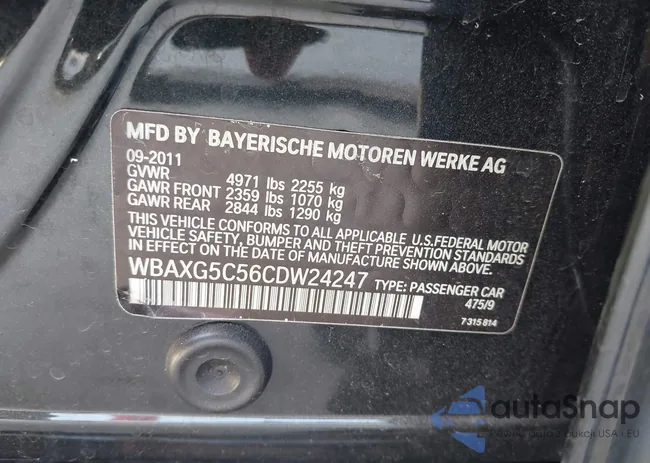 MFD BY BAYERISCHE MOTOREN WERKE AG
09-2011
GVWR 4971 lbs 2255 kg
GAWR FRONT 2359 lbs 1070 kg
GAWR REAR 2844 lbs 1290 kg
THIS VEHICLE CONFORMS TO ALL APPLICABLE U.S.FEDERAL MOTOR
VEHICLE SAFETY, BUMPER AND THEFT PREVENTION STANDARDS
IN EFFECT ON THE DATE OF MANUFACTURE SHOWN ABOVE.
WBAXG5C56CDW24247 TYPE: PASSENGER CAR
475/9
7315814
autoSnap
USA i EU